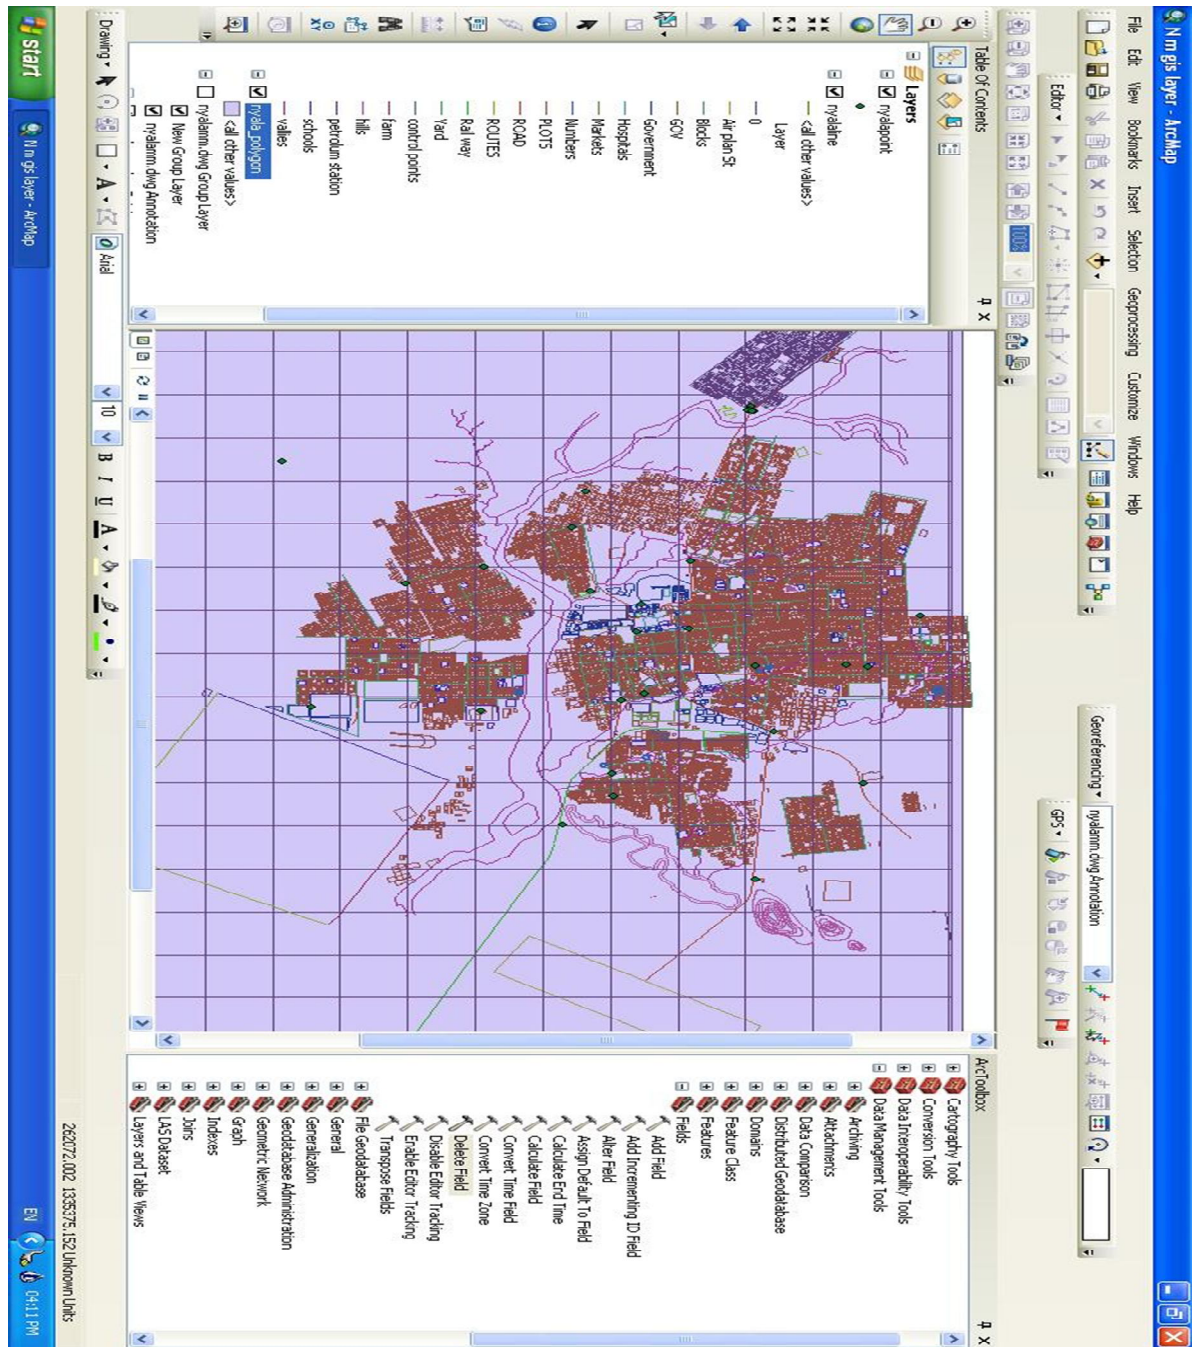 N m gis layer - ArcMap
File Edit View Bookmarks Insert Selection Geoprocessing Customize Windows Help
Georeferencing
nyalamm.dwg Annotation
Editor
GPS
100%
Table Of Contents
Layers
nyalapoint
nyalalne
<all other values>
Layer
0
Air plan St
Blocks
GOV
Government
Hospitals
Markets
Numbers
PLOTS
ROAD
ROUTES
Rail way
Yard
control points
farm
hills
petrolum station
schools
vallies
nyala_polygon
<all other values>
nyalamm.dwg Group Layer
New Group Layer
nyalamm.dwg Annotation
ArcToolbox
Cartography Tools
Conversion Tools
Data Interoperability Tools
Data Management Tools
Archiving
Attachments
Data Comparison
Distributed Geodatabase
Domains
Feature Class
Features
Fields
Add Field
Add Incrementing ID Field
Alter Field
Assign Default To Field
Calculate End Time
Calculate Field
Convert Time Field
Convert Time Zone
Delete Field
Disable Editor Tracking
Enable Editor Tracking
Transpose Fields
File Geodatabase
General
Generalization
Geodatabase Administration
Geometric Network
Graph
Indexes
Joins
LAS Dataset
Layers and Table Views
Drawing
A
Arial
10
B I U A
262072.002 1335375.152 Unknown Units
start
N m gis layer - ArcMap
EN
04:11 PM